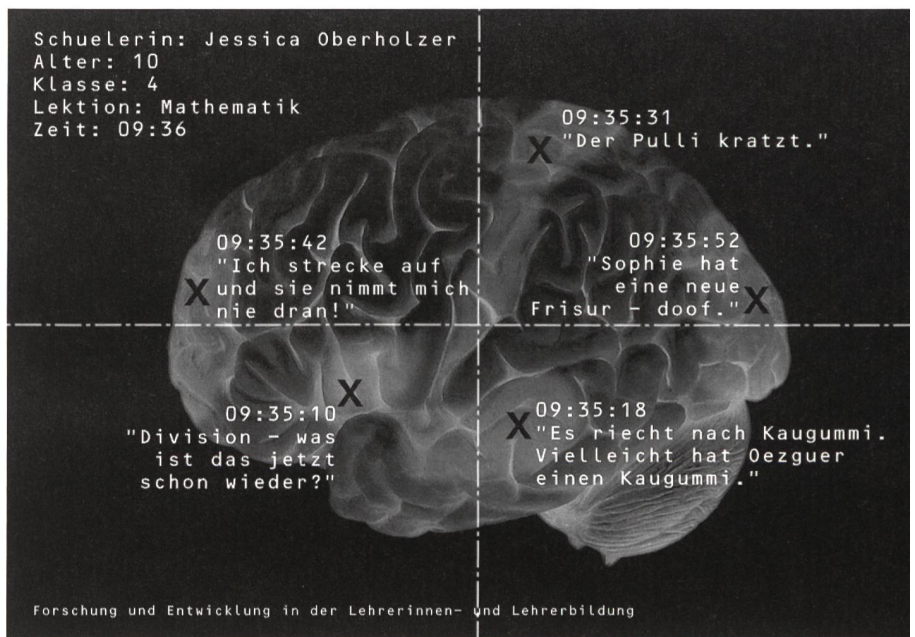 Schuelerin: Jessica Oberholzer
Alter: 10
Klasse: 4
Lektion: Mathematik
Zeit: 09:36
09:35:31
X "Der Pulli kratzt."
09:35:42
"Ich strecke auf
X und sie nimmt mich
nie dran!"
09:35:52
"Sophie hat
eine neue X
Frisur - doof."
X
09:35:10
"Division - was
ist das jetzt
schon wieder?"
09:35:18
X "Es riecht nach Kaugummi.
Vielleicht hat Oezguer
einen Kaugummi."
Forschung und Entwicklung in der Lehrerinnen- und Lehrerbildung